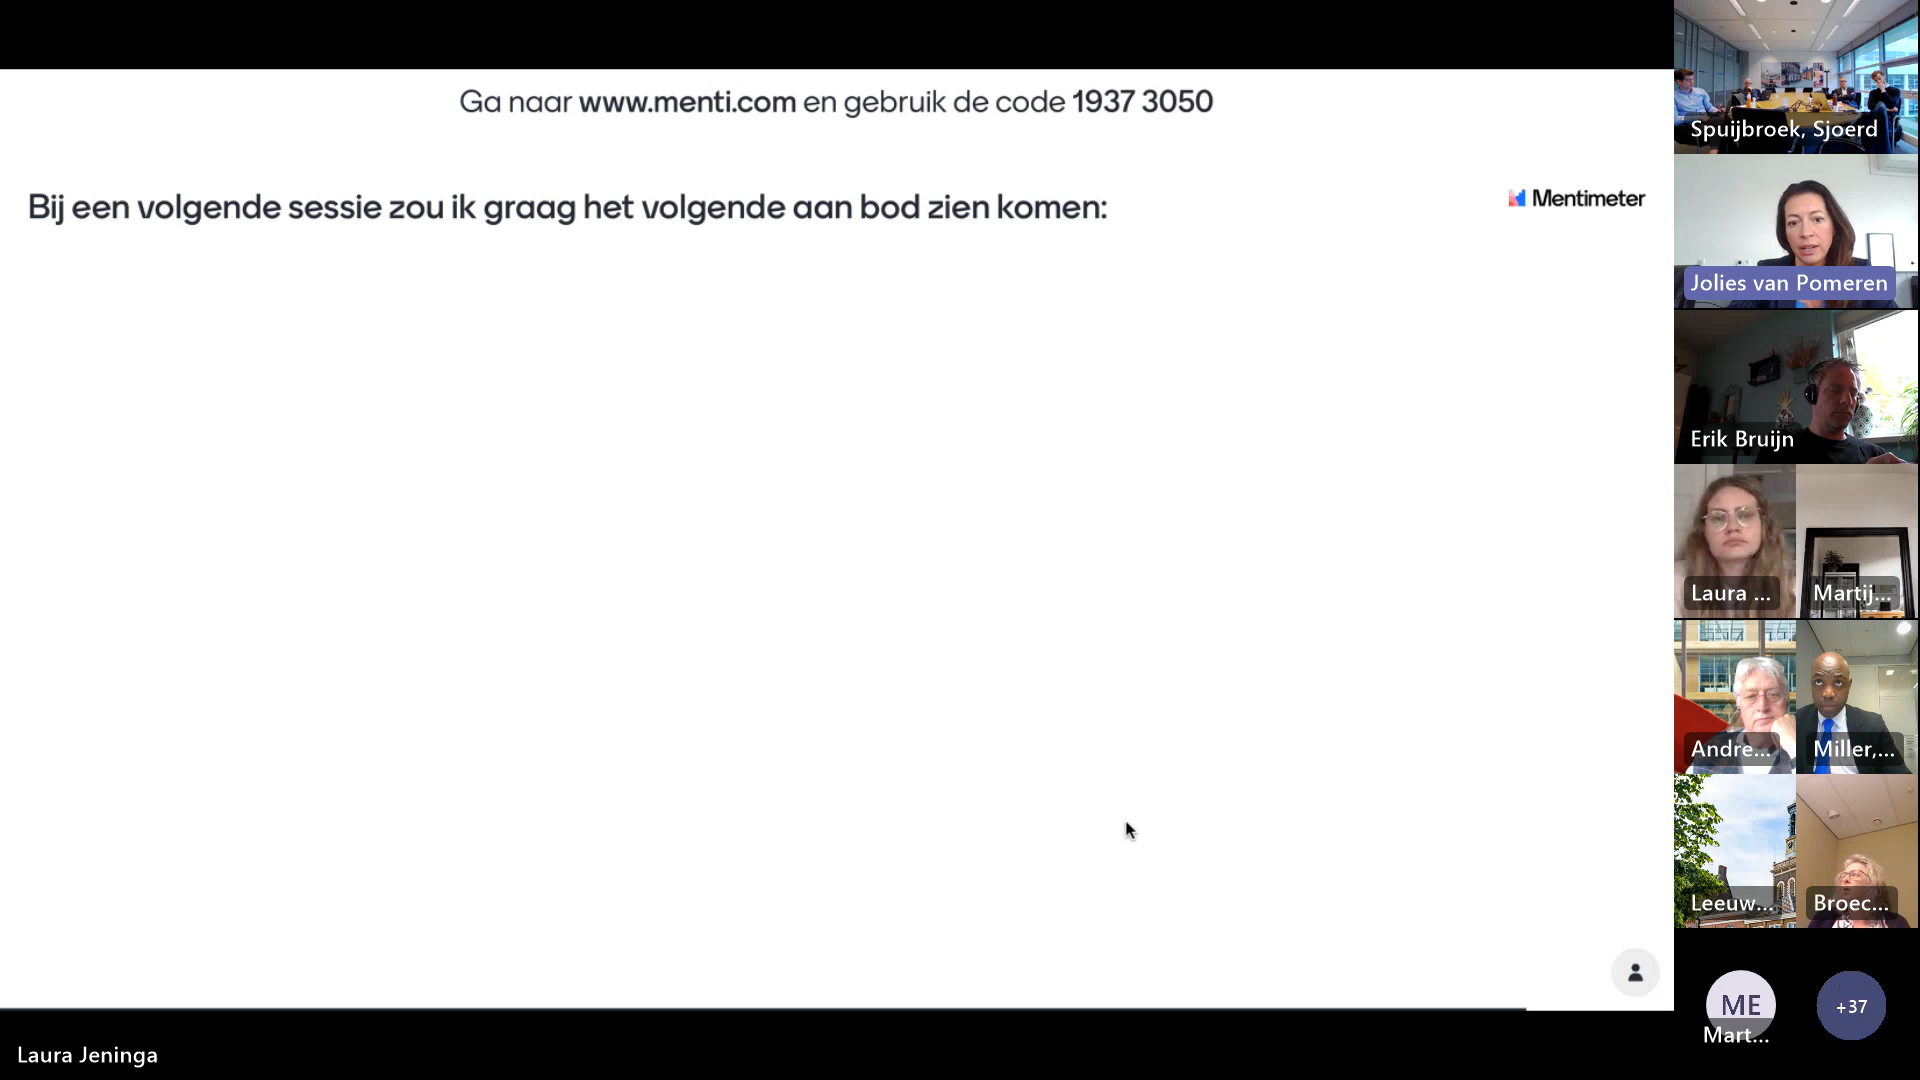 Ga naar www.menti.com en gebruik de code 1937 3050
Bij een volgende sessie zou ik graag het volgende aan bod zien komen:
Mentimeter
Spuijbroek, Sjoerd
Jolies van Pomeren
Erik Bruijn
Laura ...
Martij...
Andre...
Miller,...
Leeuw...
Broec...
ME
Mart...
+37
Laura Jeninga